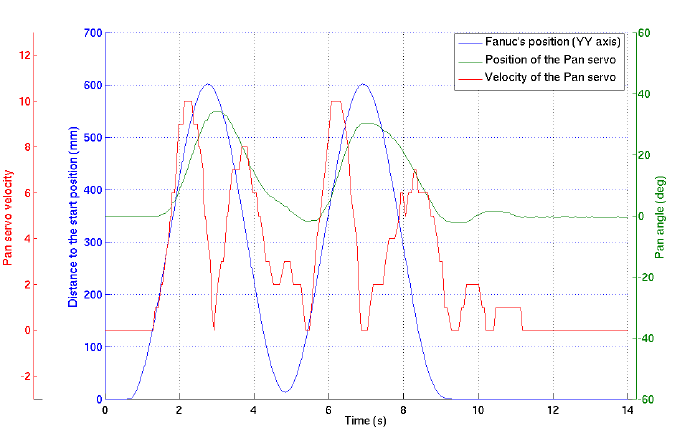 Fanuc's position (YY axis)
Position of the Pan servo
Velocity of the Pan servo
12
10
8
6
4
2
0
-2
Pan servo velocity
700
600
500
400
300
200
100
0
Distance to the start position (mm)
60
40
20
0
-20
-40
-60
Pan angle (deg)
0 2 4 6 8 10 12 14
Time (s)